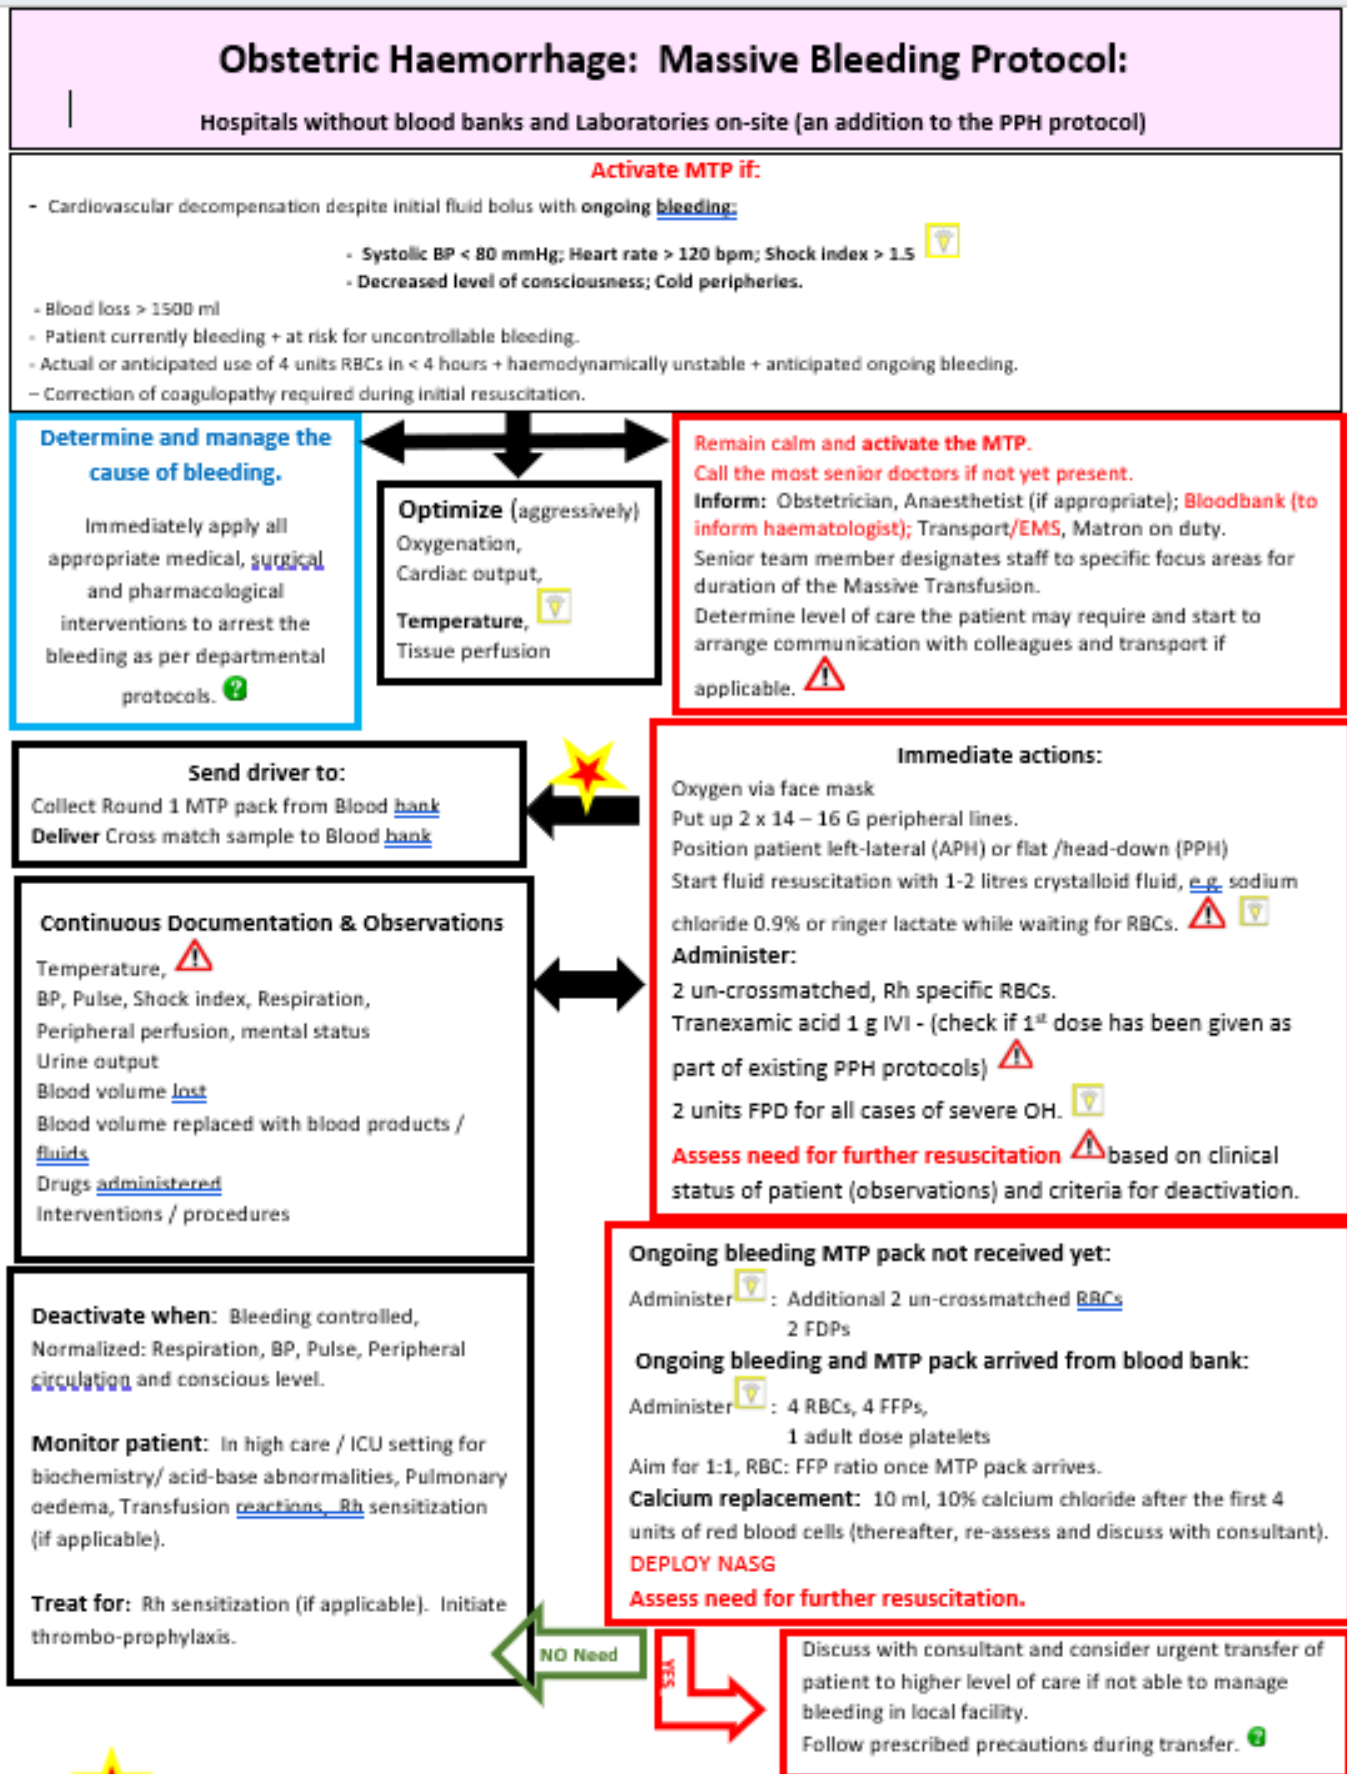 Obstetric Haemorrhage:  Massive Bleeding Protocol:
Hospitals without blood banks and Laboratories on-site (an addition to the PPH protocol)
Activate MTP if:
- Cardiovascular decompensation despite initial fluid bolus with ongoing bleeding:
- Systolic BP < 80 mmHg; Heart rate > 120 bpm; Shock index > 1.5
- Decreased level of consciousness; Cold peripheries.
- Blood loss > 1500 ml
- Patient currently bleeding + at risk for uncontrollable bleeding.
- Actual or anticipated use of 4 units RBCs in < 4 hours + haemodynamically unstable + anticipated ongoing bleeding.
– Correction of coagulopathy required during initial resuscitation.
Determine and manage the
cause of bleeding.
Immediately apply all
appropriate medical, surgical
and pharmacological
interventions to arrest the
bleeding as per departmental
protocols. ?
Optimize (aggressively)
Oxygenation,
Cardiac output,
Temperature,
Tissue perfusion
Remain calm and activate the MTP.
Call the most senior doctors if not yet present.
Inform: Obstetrician, Anaesthetist (if appropriate); Bloodbank (to
inform haematologist); Transport/EMS, Matron on duty.
Senior team member designates staff to specific focus areas for
duration of the Massive Transfusion.
Determine level of care the patient may require and start to
arrange communication with colleagues and transport if
applicable.
Send driver to:
Collect Round 1 MTP pack from Blood bank
Deliver Cross match sample to Blood bank
Immediate actions:
Oxygen via face mask
Put up 2 x 14 – 16 G peripheral lines.
Position patient left-lateral (APH) or flat /head-down (PPH)
Start fluid resuscitation with 1-2 litres crystalloid fluid, e.g. sodium
chloride 0.9% or ringer lactate while waiting for RBCs.
Administer:
2 un-crossmatched, Rh specific RBCs.
Tranexamic acid 1 g IVI - (check if 1st dose has been given as
part of existing PPH protocols)
2 units FPD for all cases of severe OH.
Assess need for further resuscitation based on clinical
status of patient (observations) and criteria for deactivation.
Continuous Documentation & Observations
Temperature,
BP, Pulse, Shock index, Respiration,
Peripheral perfusion, mental status
Urine output
Blood volume lost
Blood volume replaced with blood products /
fluids
Drugs administered
Interventions / procedures
Ongoing bleeding MTP pack not received yet:
Administer : Additional 2 un-crossmatched RBCs
2 FDPs
Ongoing bleeding and MTP pack arrived from blood bank:
Administer : 4 RBCs, 4 FFPs,
1 adult dose platelets
Aim for 1:1, RBC: FFP ratio once MTP pack arrives.
Calcium replacement: 10 ml, 10% calcium chloride after the first 4
units of red blood cells (thereafter, re-assess and discuss with consultant).
DEPLOY NASG
Assess need for further resuscitation.
Deactivate when: Bleeding controlled,
Normalized: Respiration, BP, Pulse, Peripheral
circulation and conscious level.
Monitor patient: In high care / ICU setting for
biochemistry/ acid-base abnormalities, Pulmonary
oedema, Transfusion reactions, Rh sensitization
(if applicable).
Treat for: Rh sensitization (if applicable). Initiate
thrombo-prophylaxis.
NO Need
YES
Discuss with consultant and consider urgent transfer of
patient to higher level of care if not able to manage
bleeding in local facility.
Follow prescribed precautions during transfer. ?